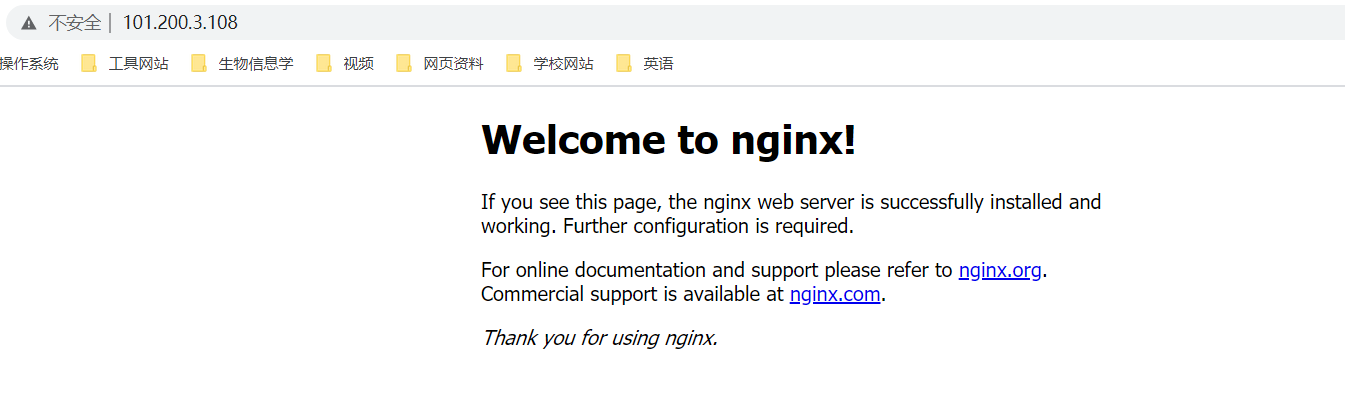 不安全 | 101.200.3.108
操作系统 工具网站 生物信息学 视频 网页资料 学校网站 英语
Welcome to nginx!
If you see this page, the nginx web server is successfully installed and
working. Further configuration is required.
For online documentation and support please refer to nginx.org.
Commercial support is available at nginx.com.
Thank you for using nginx.